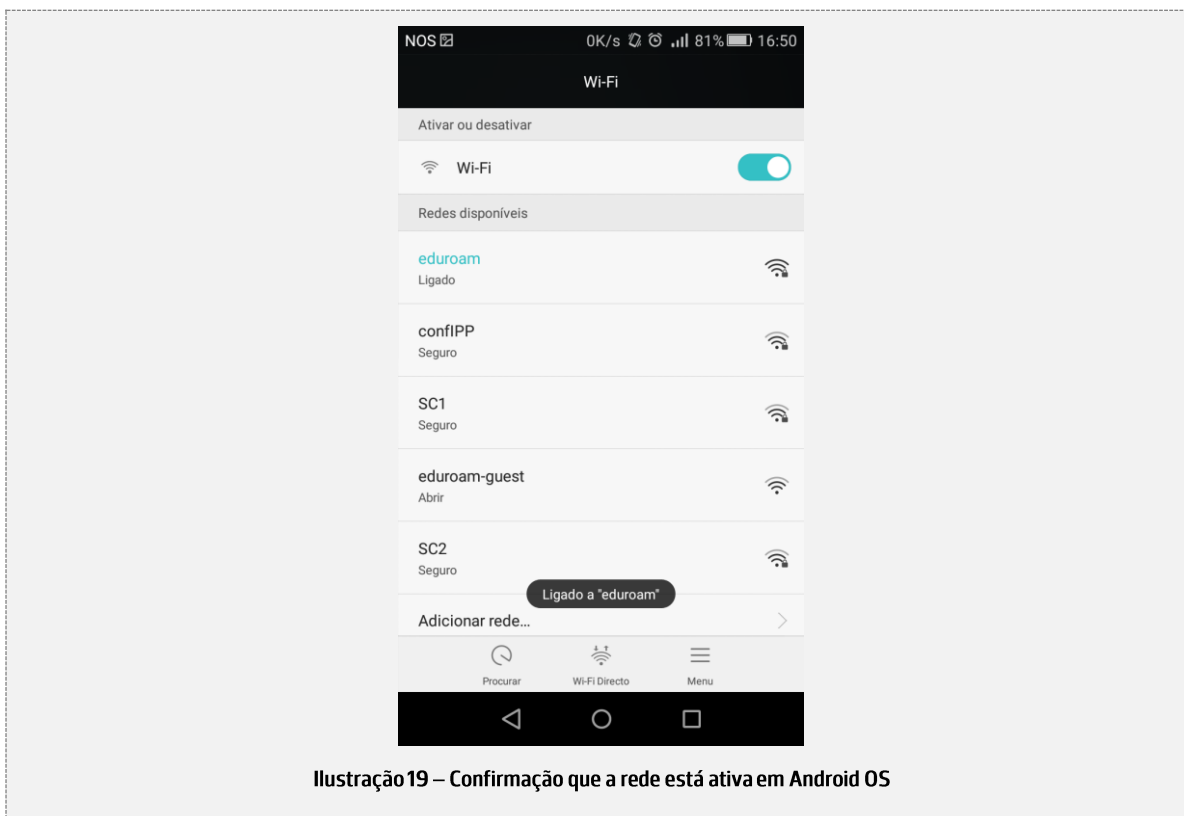 NOS 0K/s 81% 16:50
Wi-Fi
Ativar ou desativar
Wi-Fi
Redes disponíveis
eduroam
Ligado
confIPP
Seguro
SC1
Seguro
eduroam-guest
Abrir
SC2
Seguro
Ligado a "eduroam"
Adicionar rede...
Procurar Wi-Fi Directo Menu
Ilustração 19 – Confirmação que a rede está ativa em Android OS